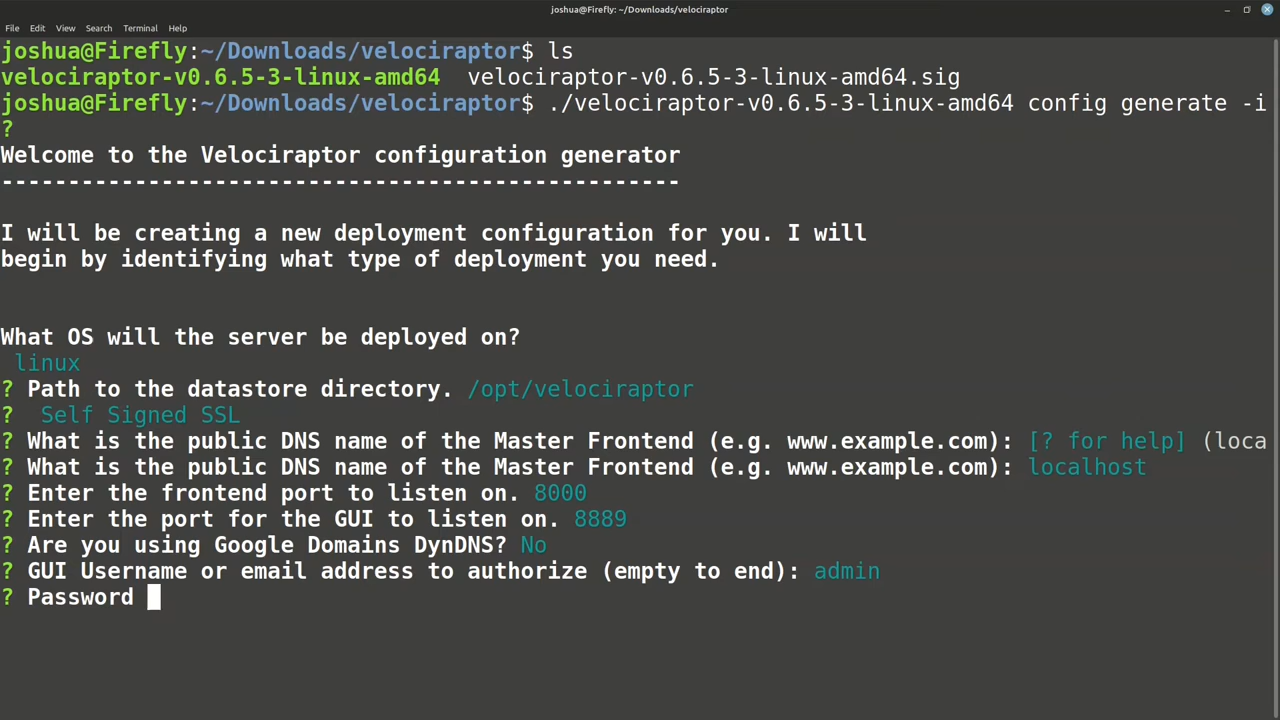 joshua@Firefly: ~/Downloads/velociraptor
File Edit View Search Terminal Help
joshua@Firefly:~/Downloads/velociraptor$ ls
velociraptor-v0.6.5-3-linux-amd64  velociraptor-v0.6.5-3-linux-amd64.sig
joshua@Firefly:~/Downloads/velociraptor$ ./velociraptor-v0.6.5-3-linux-amd64 config generate -i
?
Welcome to the Velociraptor configuration generator
---------------------------------------------------
I will be creating a new deployment configuration for you. I will
begin by identifying what type of deployment you need.
What OS will the server be deployed on?
linux
? Path to the datastore directory. /opt/velociraptor
?  Self Signed SSL
? What is the public DNS name of the Master Frontend (e.g. www.example.com): [? for help] (loca
? What is the public DNS name of the Master Frontend (e.g. www.example.com): localhost
? Enter the frontend port to listen on. 8000
? Enter the port for the GUI to listen on. 8889
? Are you using Google Domains DynDNS? No
? GUI Username or email address to authorize (empty to end): admin
? Password